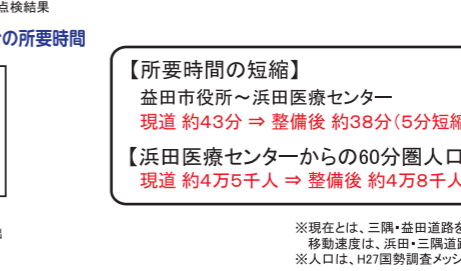 点検結果
の所要時間
【所要時間の短縮】
益田市役所～浜田医療センター
現道 約43分 ⇒ 整備後 約38分(5分短縮
【浜田医療センターからの60分圏人口
現道 約4万5千人 ⇒ 整備後 約4万8千人
※現在とは、三隅・益田道路を
移動速度は、浜田・三隅道
※人口は、H27国勢調査メッシ